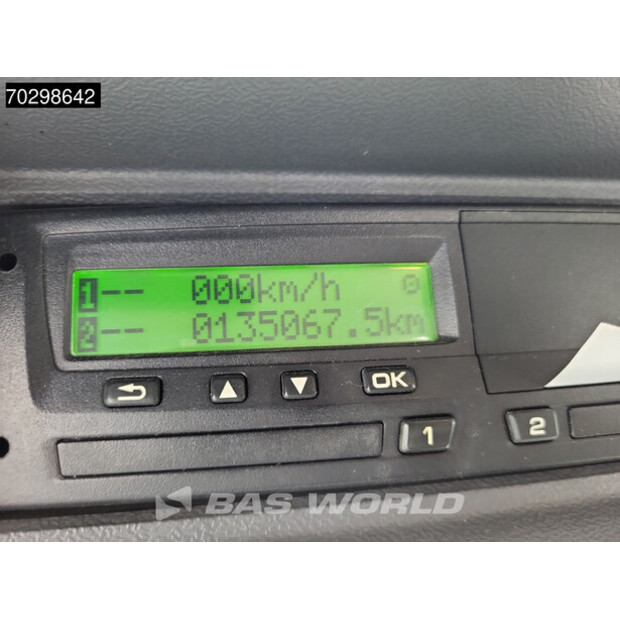 70298642
1 -- 000km/h
2 -- 0135067.5km
OK
1
2
BAS WORLD